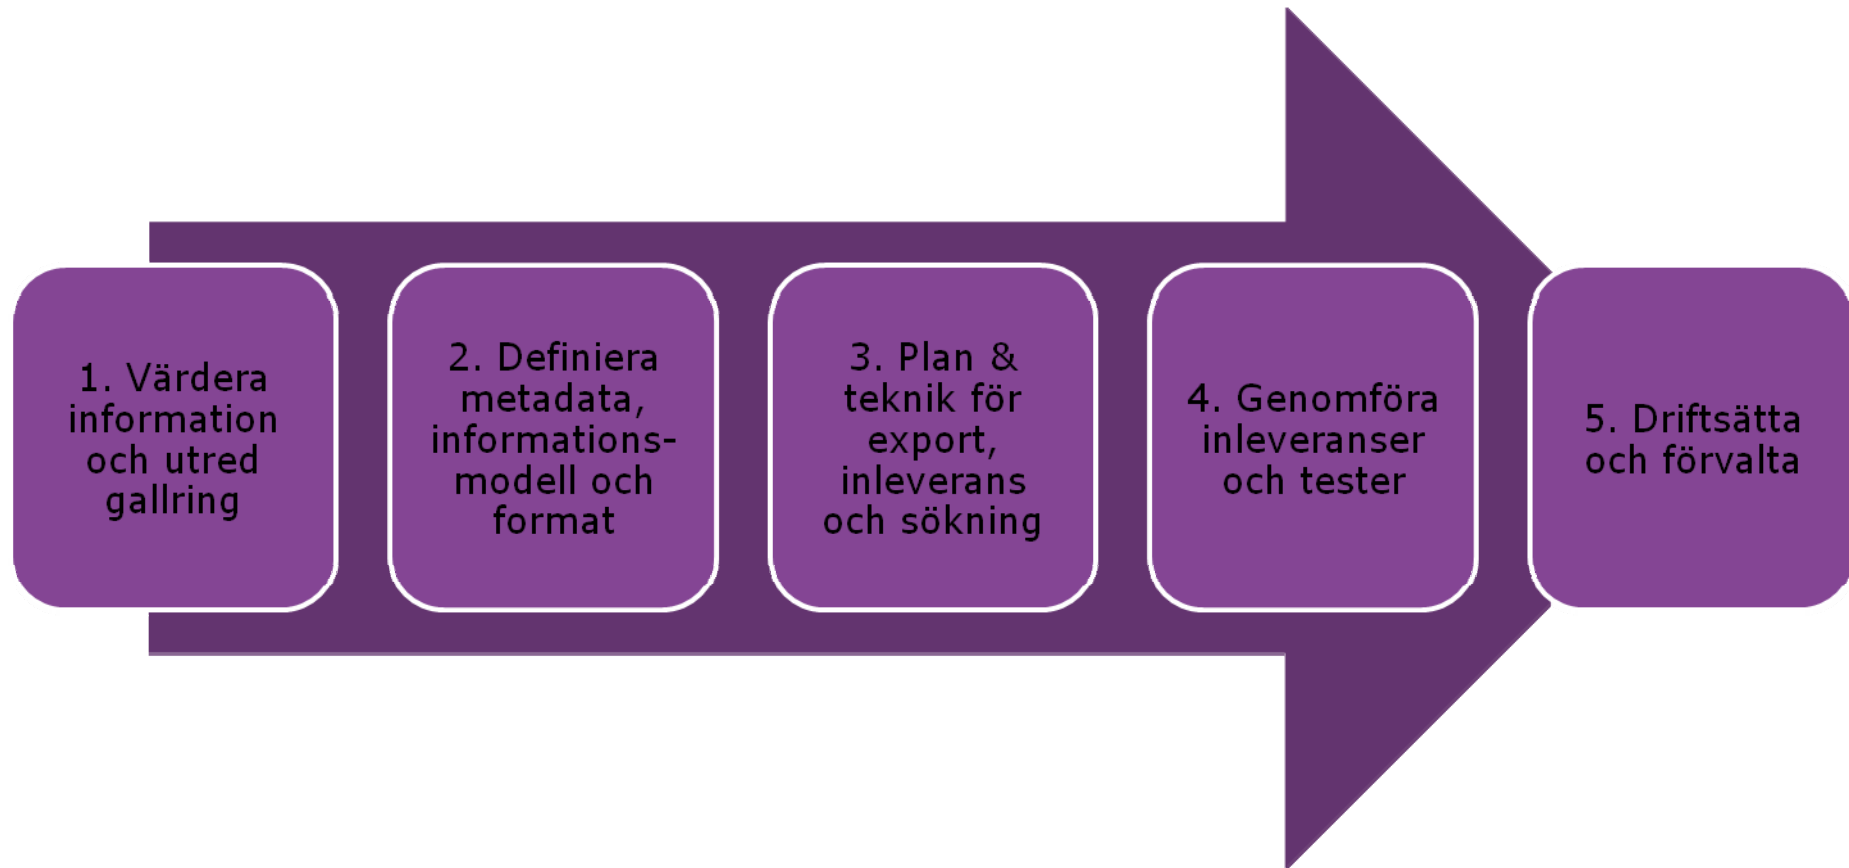 1. Värdera
information
och utred
gallring
2. Definiera
metadata,
informations-
modell och
format
3. Plan &
teknik för
export,
inleverans
och sökning
4. Genomföra
inleveranser
och tester
5. Driftsätta
och förvalta